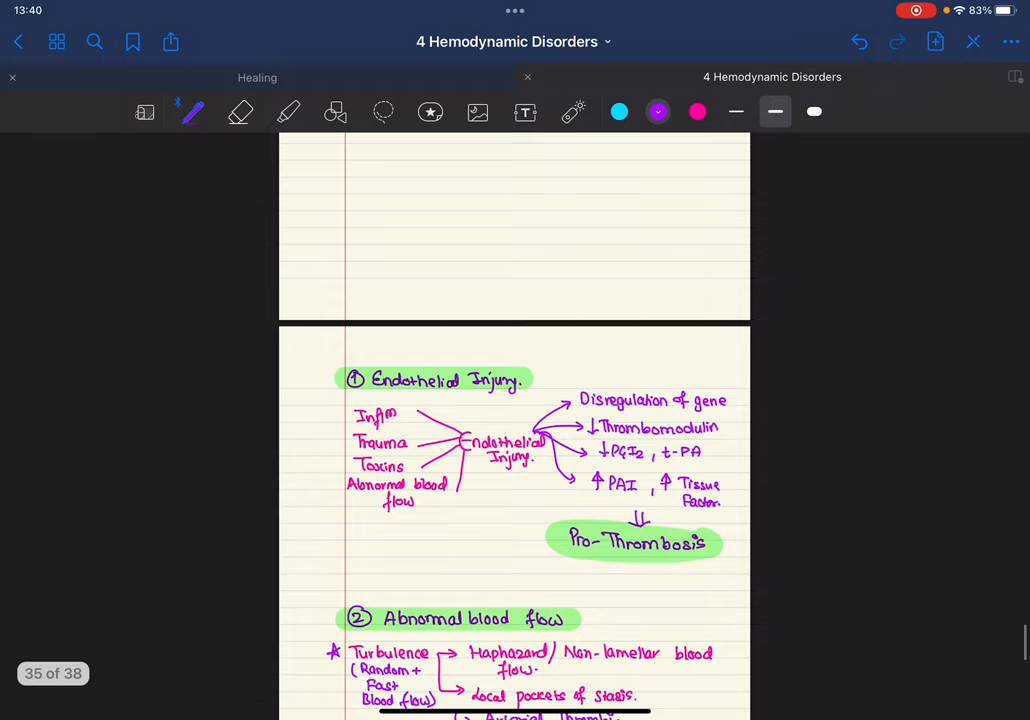 13:40
83%
4 Hemodynamic Disorders
Healing
4 Hemodynamic Disorders
T
① Endothelial Injury.
Inflm
Trauma
Toxins
Abnormal blood
flow
Endothelial
Injury.
Disregulation of gene
↓ Thrombomodulin
↓ PGI2, t-PA
↑ PAI, ↑ Tissue
Factor.
⇓
Pro-Thrombosis
② Abnormal blood flow
☆ Turbulence → Haphazard/ Non-lamellar blood
flow.
(Random +
Fast
Blood flow)
→ Local pockets of stasis.
35 of 38